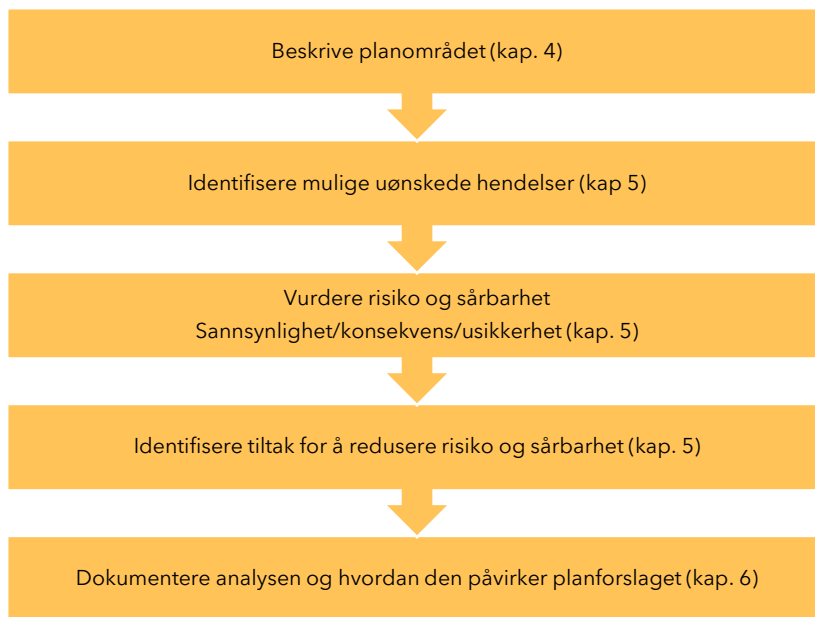 Beskrive planområdet (kap. 4)
Identifisere mulige uønskede hendelser (kap 5)
Vurdere risiko og sårbarhet
Sannsynlighet/konsekvens/usikkerhet (kap. 5)
Identifisere tiltak for å redusere risiko og sårbarhet (kap. 5)
Dokumentere analysen og hvordan den påvirker planforslaget (kap. 6)